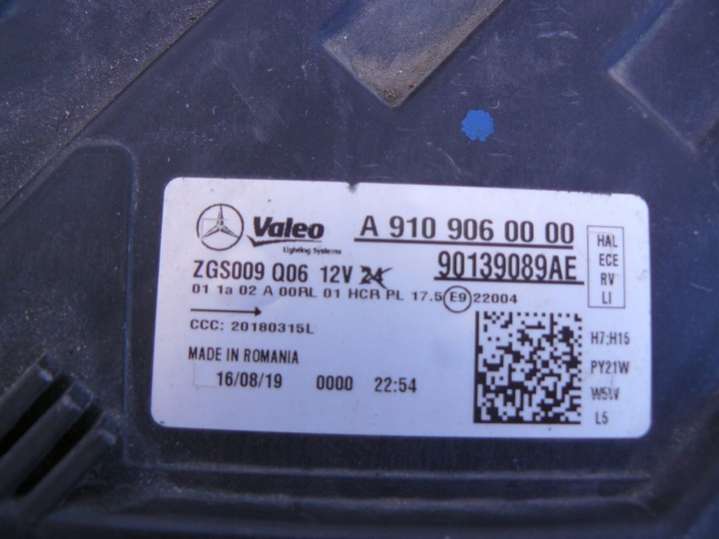 Valeo
Lighting Systems
A 910 906 00 00
HAL
ECE
RV
LI
ZGS009 Q06 12V 24
90139089AE
01 1a 02 A 00RL 01 HCR PL 17.5 E9 22004
CCC: 20180315L
MADE IN ROMANIA
16/08/19 0000 22:54
H7;H15
PY21W
W5W
L5